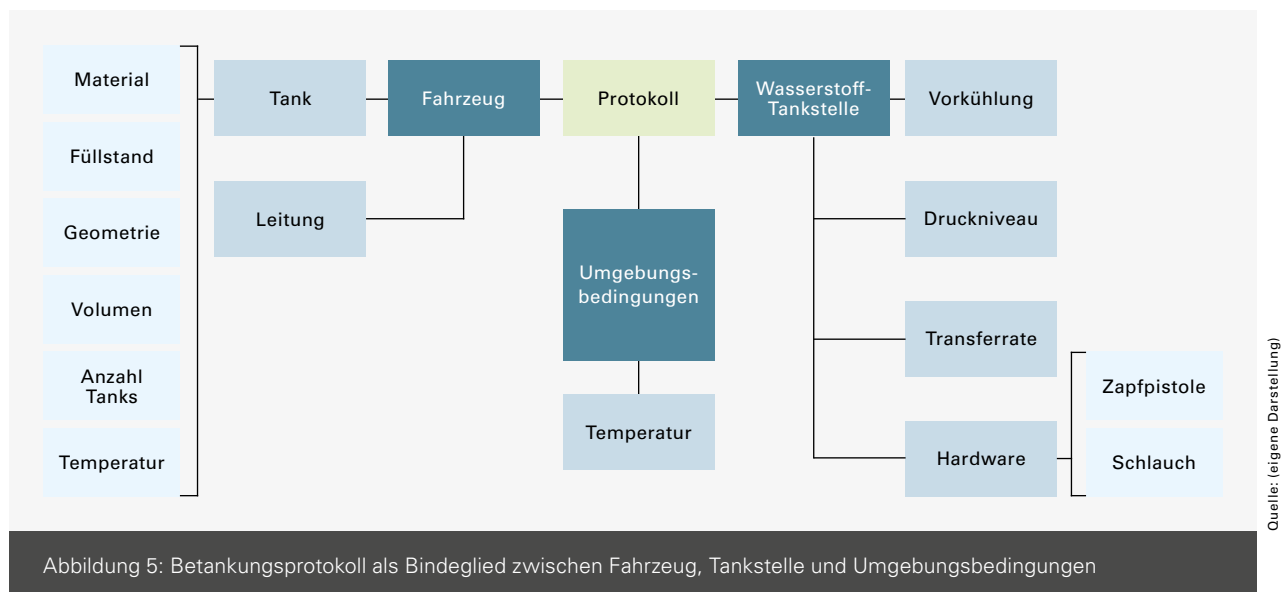 Material
Füllstand
Geometrie
Volumen
Anzahl
Tanks
Temperatur
Tank
Leitung
Fahrzeug
Protokoll
Umgebungs-
bedingungen
Temperatur
Wasserstoff-
Tankstelle
Vorkühlung
Druckniveau
Transferrate
Hardware
Zapfpistole
Schlauch
Quelle: (eigene Darstellung)
Abbildung 5: Betankungsprotokoll als Bindeglied zwischen Fahrzeug, Tankstelle und Umgebungsbedingungen